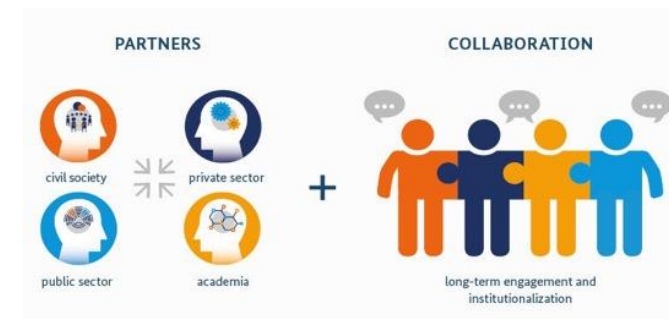 PARTNERS
COLLABORATION
civil society
private sector
+
public sector
academia
long-term engagement and
institutionalization